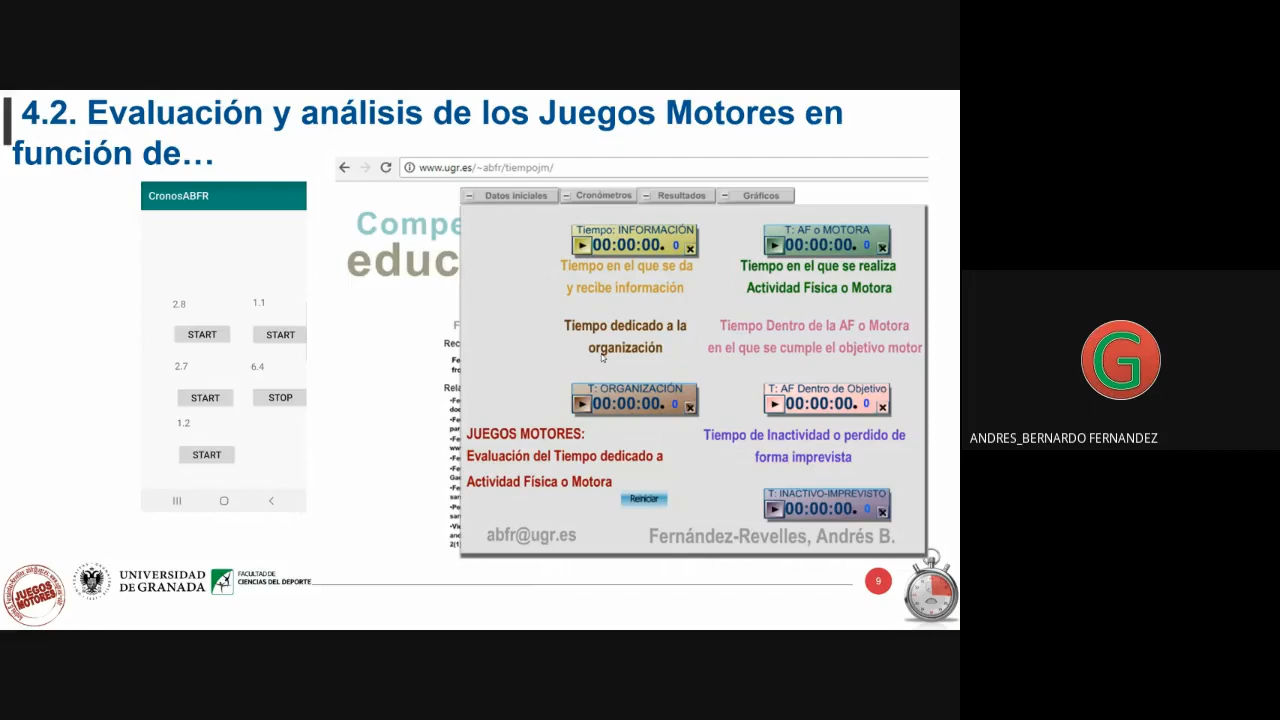 4.2. Evaluación y análisis de los Juegos Motores en
función de…
www.ugr.es/~abfr/tiempojm/
CronosABFR
2.8
1.1
START
START
2.7
6.4
START
STOP
1.2
START
Compe
educ
Datos iniciales
Cronómetros
Resultados
Gráficos
Tiempo: INFORMACIÓN
00:00:00. 0
Tiempo en el que se da
y recibe información
T: AF o MOTORA
00:00:00. 0
Tiempo en el que se realiza
Actividad Física o Motora
Tiempo dedicado a la
organización
Tiempo Dentro de la AF o Motora
en el que se cumple el objetivo motor
T: ORGANIZACIÓN
00:00:00. 0
T: AF Dentro de Objetivo
00:00:00. 0
JUEGOS MOTORES:
Evaluación del Tiempo dedicado a
Actividad Física o Motora
Reiniciar
Tiempo de Inactividad o perdido de
forma imprevista
T: INACTIVO-IMPREVISTO
00:00:00. 0
abfr@ugr.es
Fernández-Revelles, Andrés B.
JUEGOS
MOTORES
UNIVERSIDAD
DE GRANADA
FACULTAD DE
CIENCIAS DEL DEPORTE
9
G
ANDRES_BERNARDO FERNANDEZ